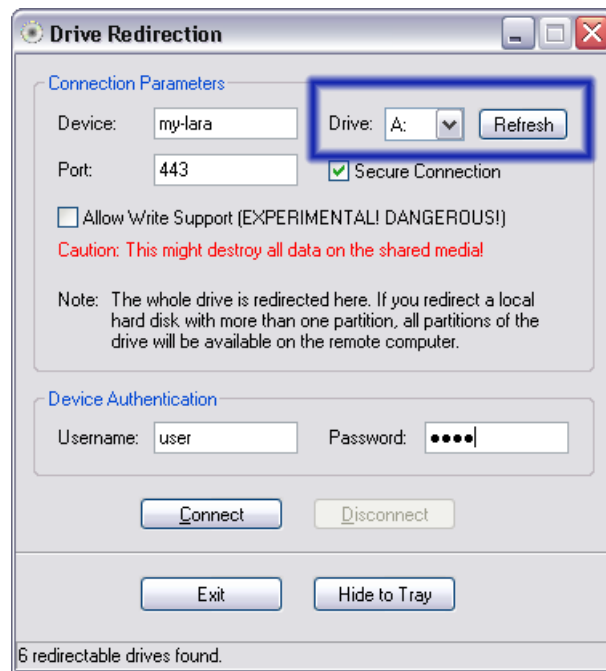 Drive Redirection
Connection Parameters
Device: my-lara Drive: A: Refresh
Port: 443 Secure Connection
Allow Write Support (EXPERIMENTAL! DANGEROUS!)
Caution: This might destroy all data on the shared media!
Note: The whole drive is redirected here. If you redirect a local
hard disk with more than one partition, all partitions of the
drive will be available on the remote computer.
Device Authentication
Username: user Password: ●●●●
Connect Disconnect
Exit Hide to Tray
6 redirectable drives found.